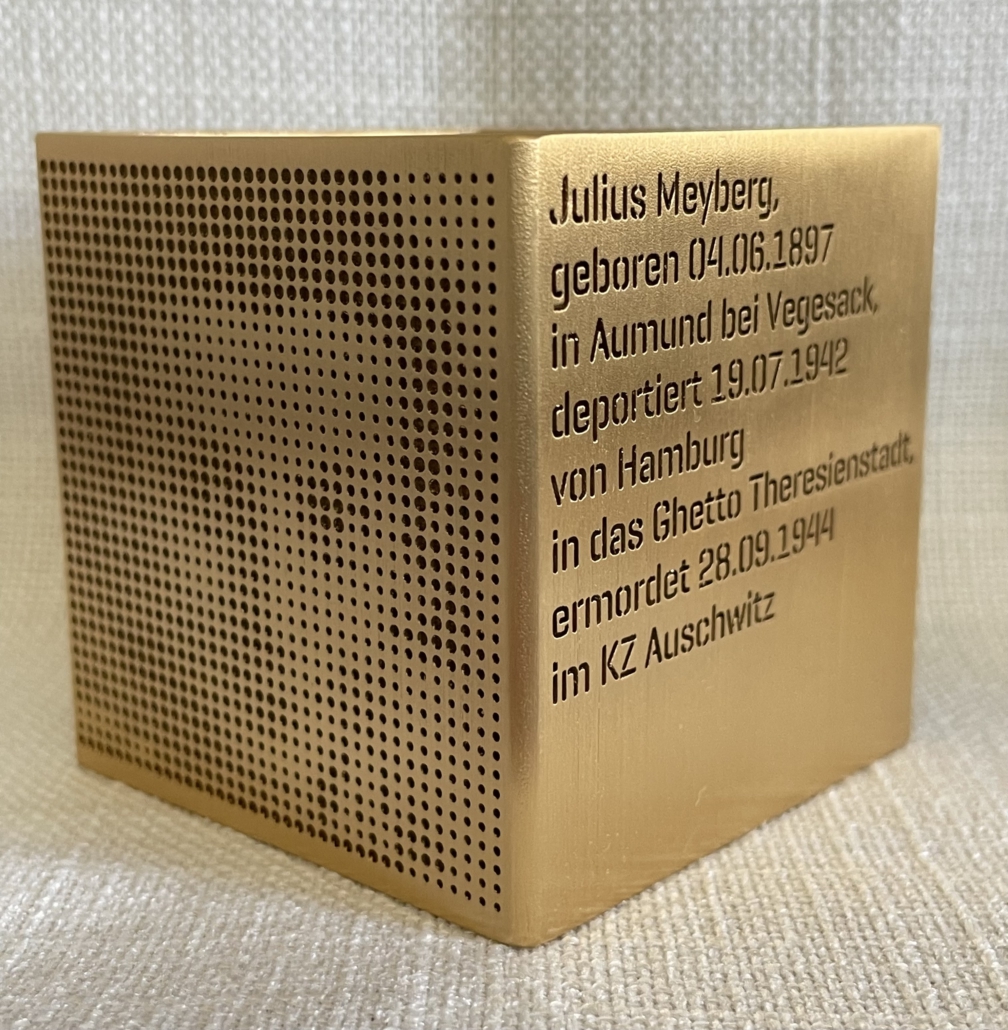 Julius Meyberg,
geboren 04.06.1897
in Aumund bei Vegesack,
deportiert 19.07.1942
von Hamburg
in das Ghetto Theresienstadt,
ermordet 28.09.1944
im KZ Auschwitz